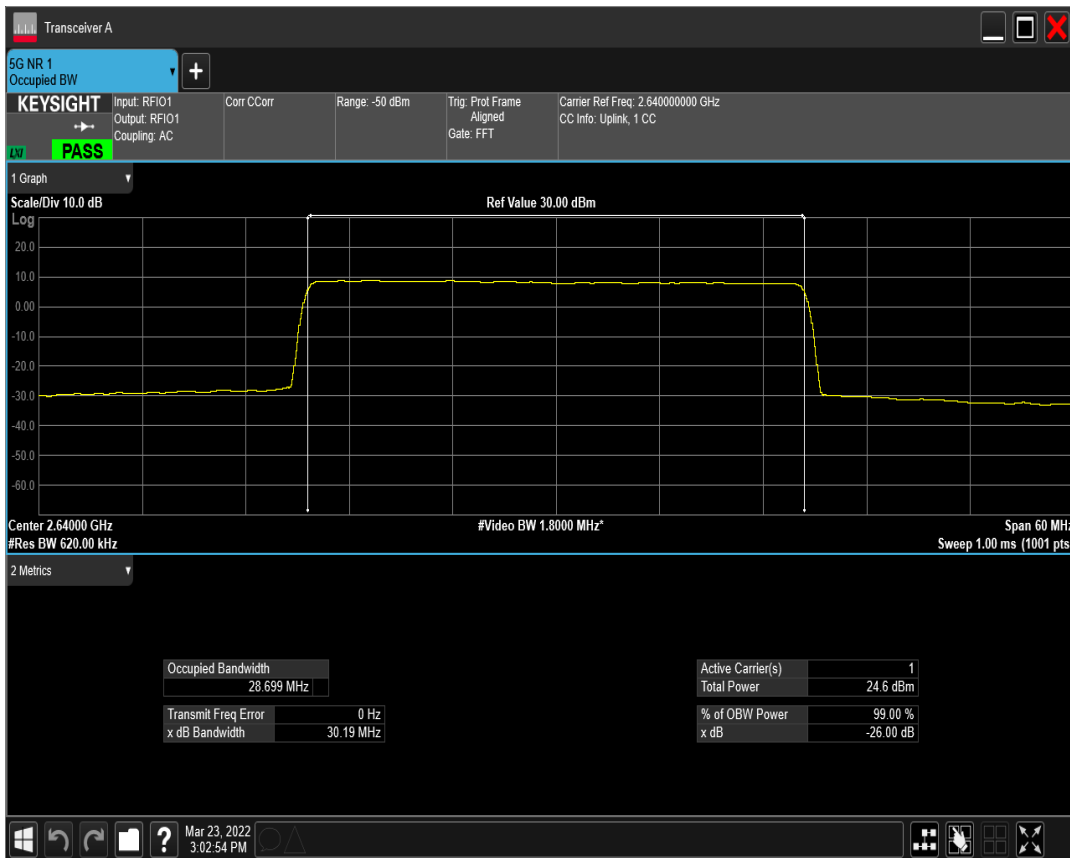 Transceiver A
5G NR 1
Occupied BW
+
KEYSIGHT
LXI
PASS
Input: RFIO1
Output: RFIO1
Coupling: AC
Corr CCorr
Range: -50 dBm
Trig: Prot Frame
Aligned
Gate: FFT
Carrier Ref Freq: 2.640000000 GHz
CC Info: Uplink, 1 CC
1 Graph
Scale/Div 10.0 dB
Ref Value 30.00 dBm
Log
20.0
10.0
0.00
-10.0
-20.0
-30.0
-40.0
-50.0
-60.0
Center 2.64000 GHz
#Video BW 1.8000 MHz*
Span 60 MHz
#Res BW 620.00 kHz
Sweep 1.00 ms (1001 pts
2 Metrics
Occupied Bandwidth
28.699 MHz
Transmit Freq Error 0 Hz
x dB Bandwidth 30.19 MHz
Active Carrier(s) 1
Total Power 24.6 dBm
% of OBW Power 99.00 %
x dB -26.00 dB
?
Mar 23, 2022
3:02:54 PM